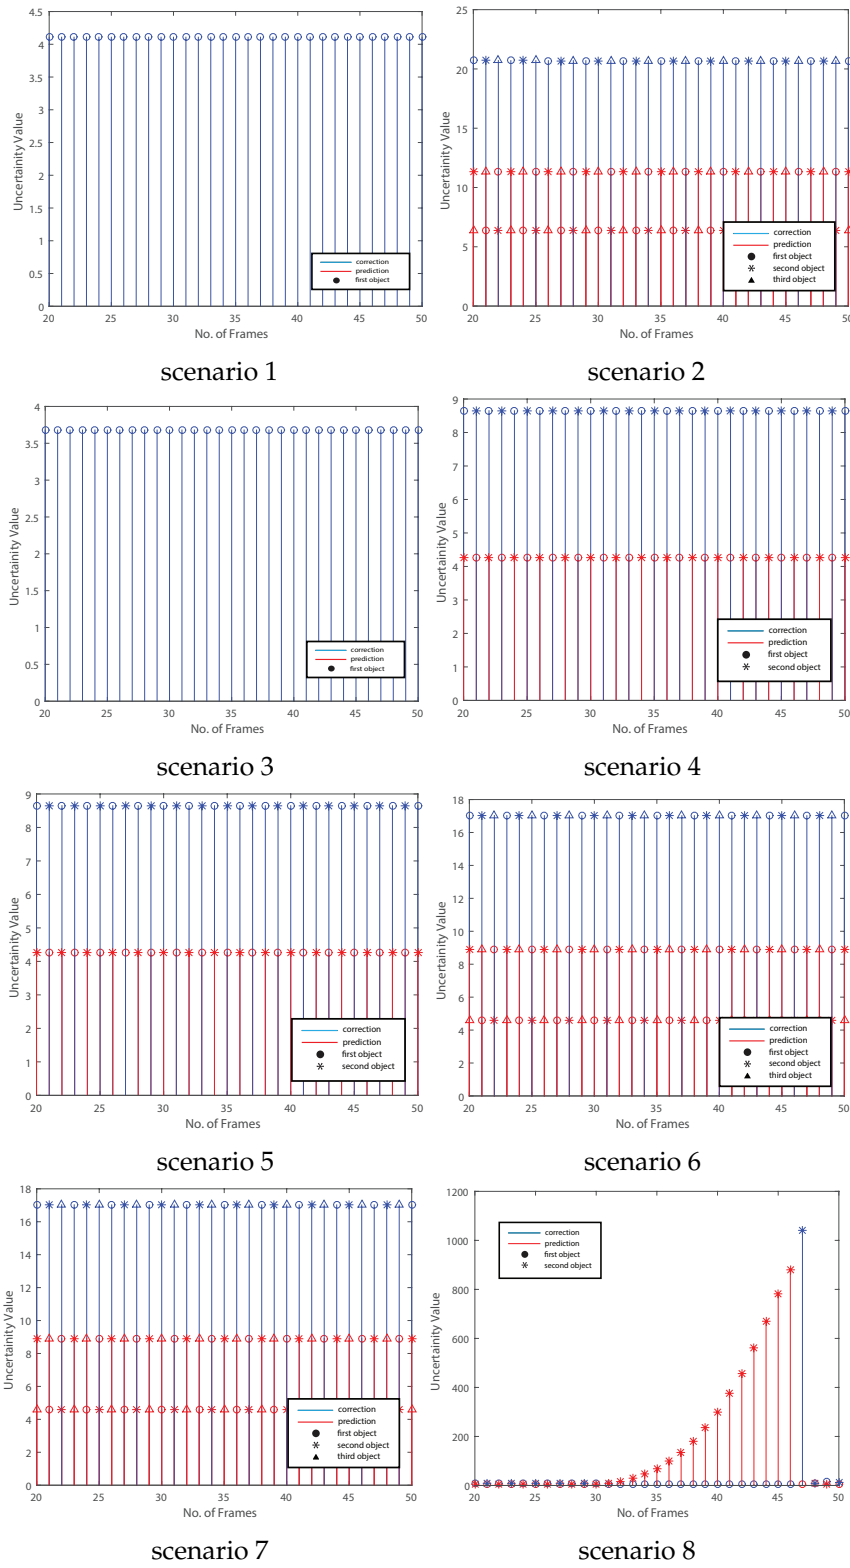 4.5
4
3.5
3
2.5
2
1.5
1
0.5
0
20 25 30 35 40 45 50
Uncertainity Value
No. of Frames
correction
prediction
first object
scenario 1
25
20
15
10
5
0
20 25 30 35 40 45 50
Uncertainity Value
No. of Frames
correction
prediction
first object
second object
third object
scenario 2
4
3.5
3
2.5
2
1.5
1
0.5
0
20 25 30 35 40 45 50
Uncertainity Value
No. of Frames
correction
prediction
first object
scenario 3
9
8
7
6
5
4
3
2
1
0
20 25 30 35 40 45 50
Uncertainity Value
No. of Frames
correction
prediction
first object
second object
scenario 4
9
8
7
6
5
4
3
2
1
0
20 25 30 35 40 45 50
Uncertainity Value
No. of Frames
correction
prediction
first object
second object
scenario 5
18
16
14
12
10
8
6
4
2
0
20 25 30 35 40 45 50
Uncertainity Value
No. of Frames
correction
prediction
first object
second object
third object
scenario 6
18
16
14
12
10
8
6
4
2
0
20 25 30 35 40 45 50
Uncertainity Value
No. of Frames
correction
prediction
first object
second object
third object
scenario 7
1200
1000
800
600
400
200
0
20 25 30 35 40 45 50
Uncertainity Value
No. of Frames
correction
prediction
first object
second object
scenario 8